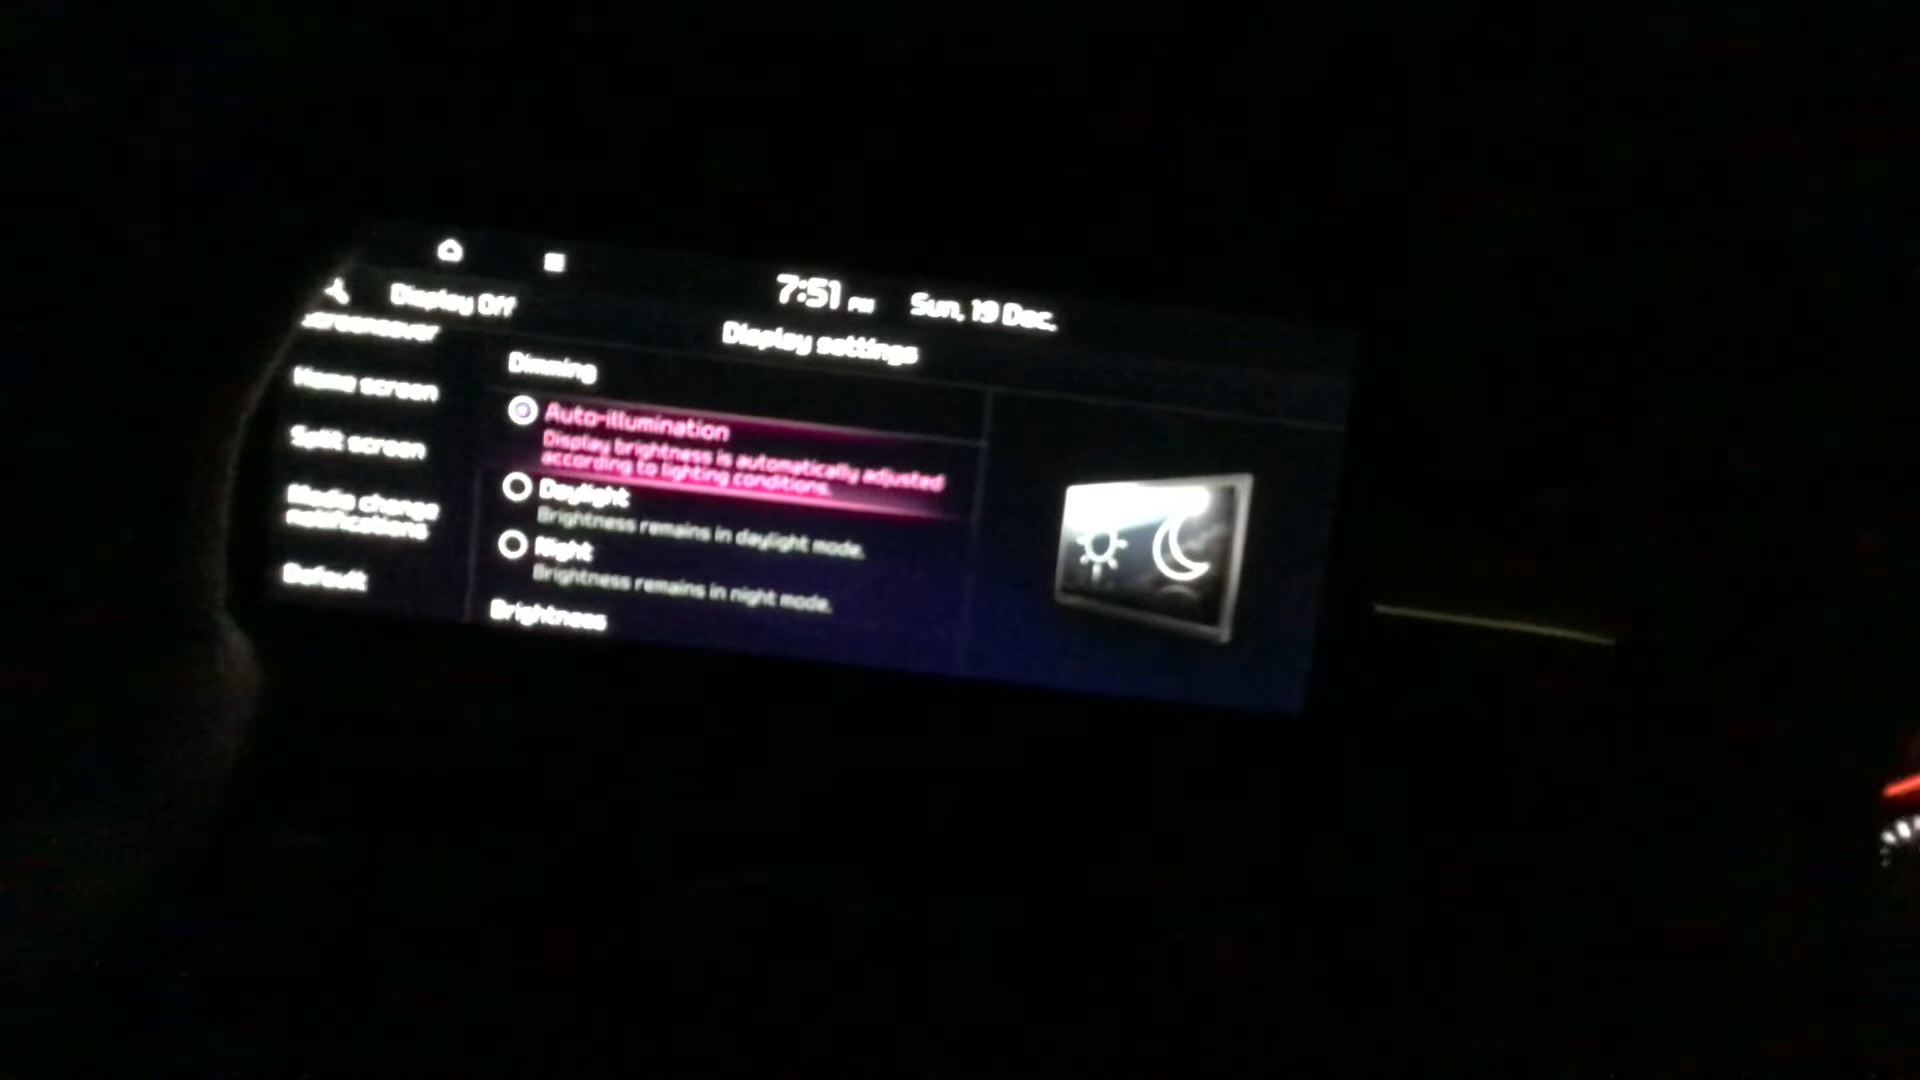 7:51 PM Sun, 19 Dec.
Display Off
Display settings
Screensaver
Home screen
Split screen
Media change
notifications
Default
Dimming
Auto-illumination
Display brightness is automatically adjusted
according to lighting conditions.
Daylight
Brightness remains in daylight mode.
Night
Brightness remains in night mode.
Brightness